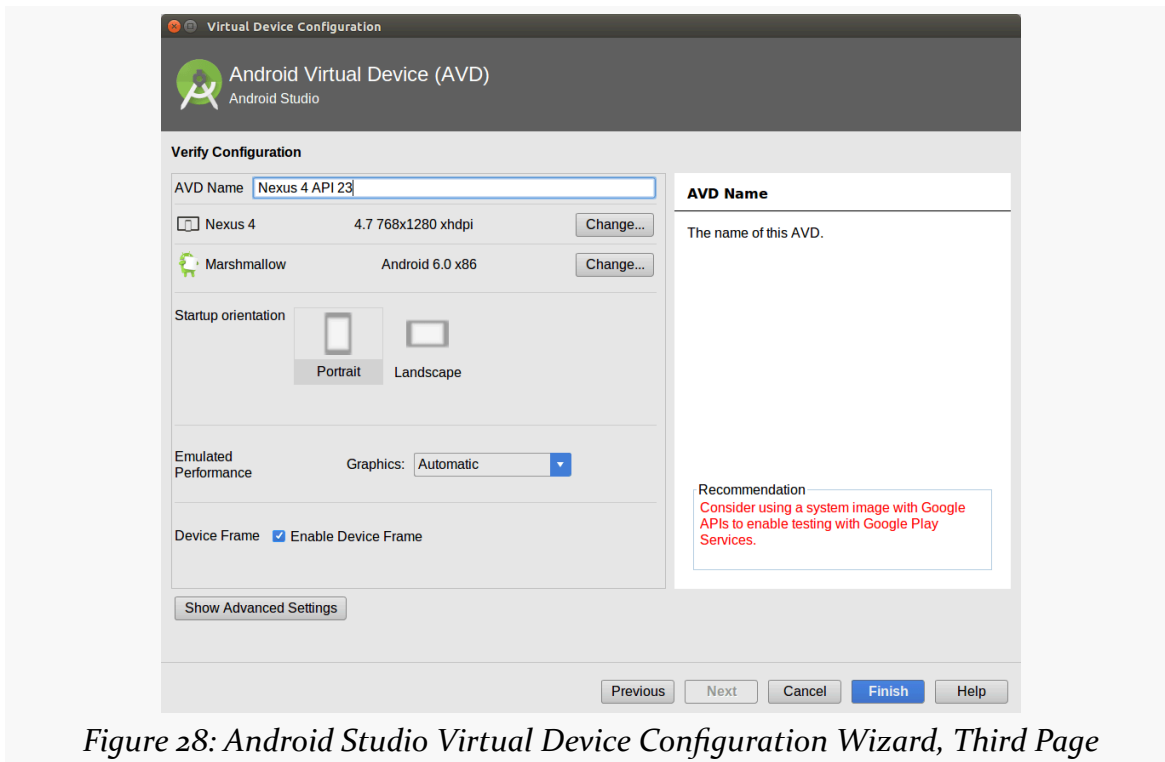 Virtual Device Configuration
Android Virtual Device (AVD)
Android Studio
Verify Configuration
AVD Name Nexus 4 API 23
Nexus 4 4.7 768x1280 xhdpi Change...
Marshmallow Android 6.0 x86 Change...
Startup orientation
Portrait Landscape
Emulated
Performance
Graphics: Automatic
Device Frame Enable Device Frame
Show Advanced Settings
AVD Name
The name of this AVD.
Recommendation
Consider using a system image with Google
APIs to enable testing with Google Play
Services.
Previous Next Cancel Finish Help
Figure 28: Android Studio Virtual Device Configuration Wizard, Third Page